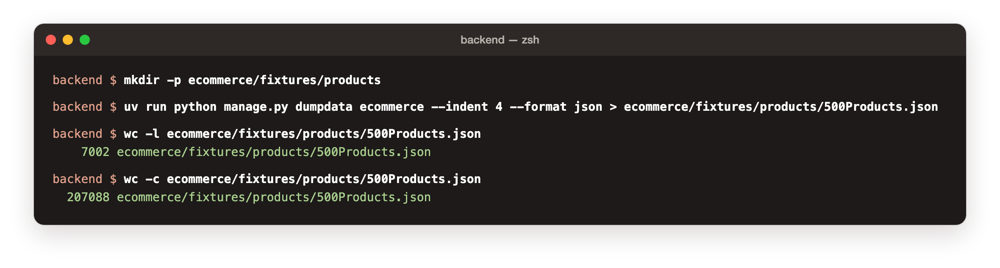 backend — zsh
backend $ mkdir -p ecommerce/fixtures/products
backend $ uv run python manage.py dumpdata ecommerce --indent 4 --format json > ecommerce/fixtures/products/500Products.json
backend $ wc -l ecommerce/fixtures/products/500Products.json
7002 ecommerce/fixtures/products/500Products.json
backend $ wc -c ecommerce/fixtures/products/500Products.json
207088 ecommerce/fixtures/products/500Products.json